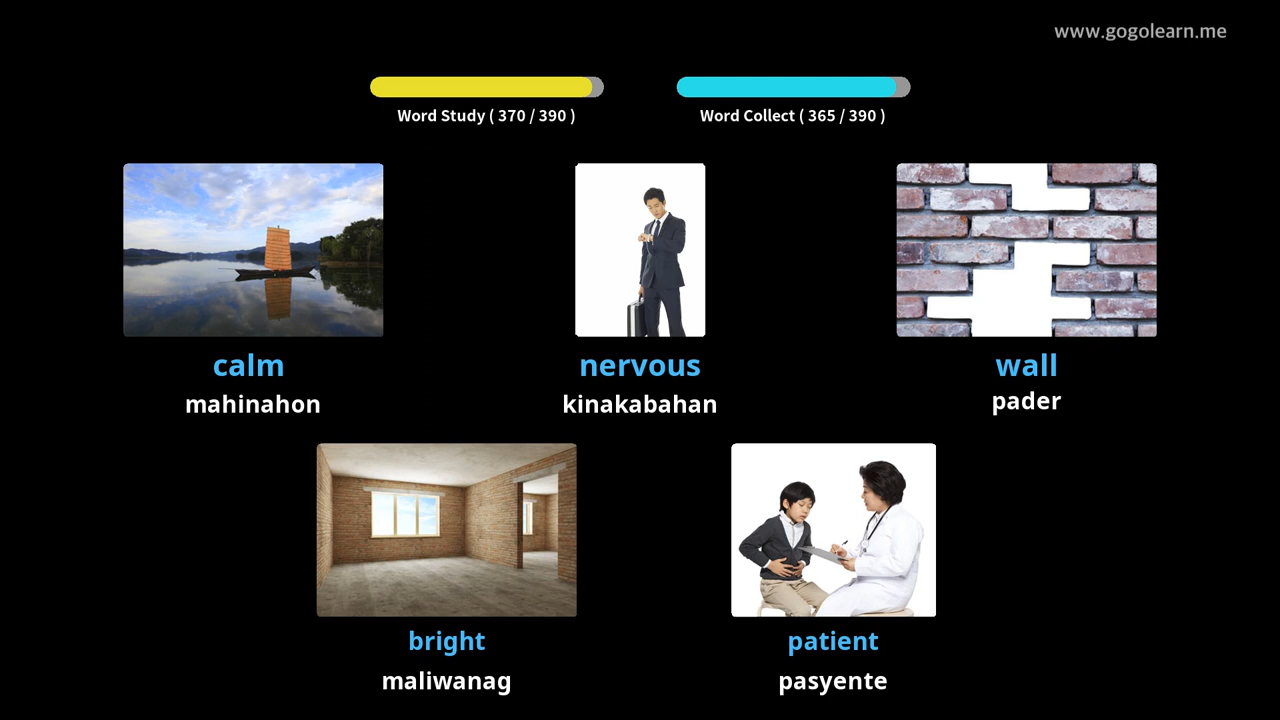 www.gogolearn.me
Word Study ( 370 / 390 )
Word Collect ( 365 / 390 )
calm
mahinahon
nervous
kinakabahan
wall
pader
bright
maliwanag
patient
pasyente